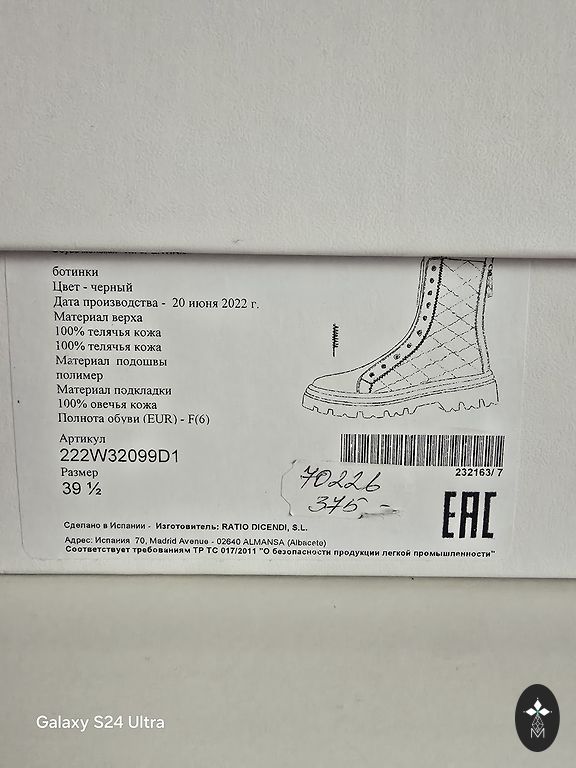 ботинки
Цвет - черный
Дата производства - 20 июня 2022 г.
Материал верха
100% телячья кожа
100% телячья кожа
Материал подошвы
полимер
Материал подкладки
100% овечья кожа
Полнота обуви (EUR) - F(6)
Артикул
222W32099D1
Размер
39 ½
232163/ 7
70226
375 -
EAC
Сделано в Испании - Изготовитель: RATIO DICENDI, S.L.
Адрес: Испания 70, Madrid Avenue - 02640 ALMANSA (Albacete)
Соответствует требованиям ТР ТС 017/2011 "О безопасности продукции легкой промышленности"
Galaxy S24 Ultra
M